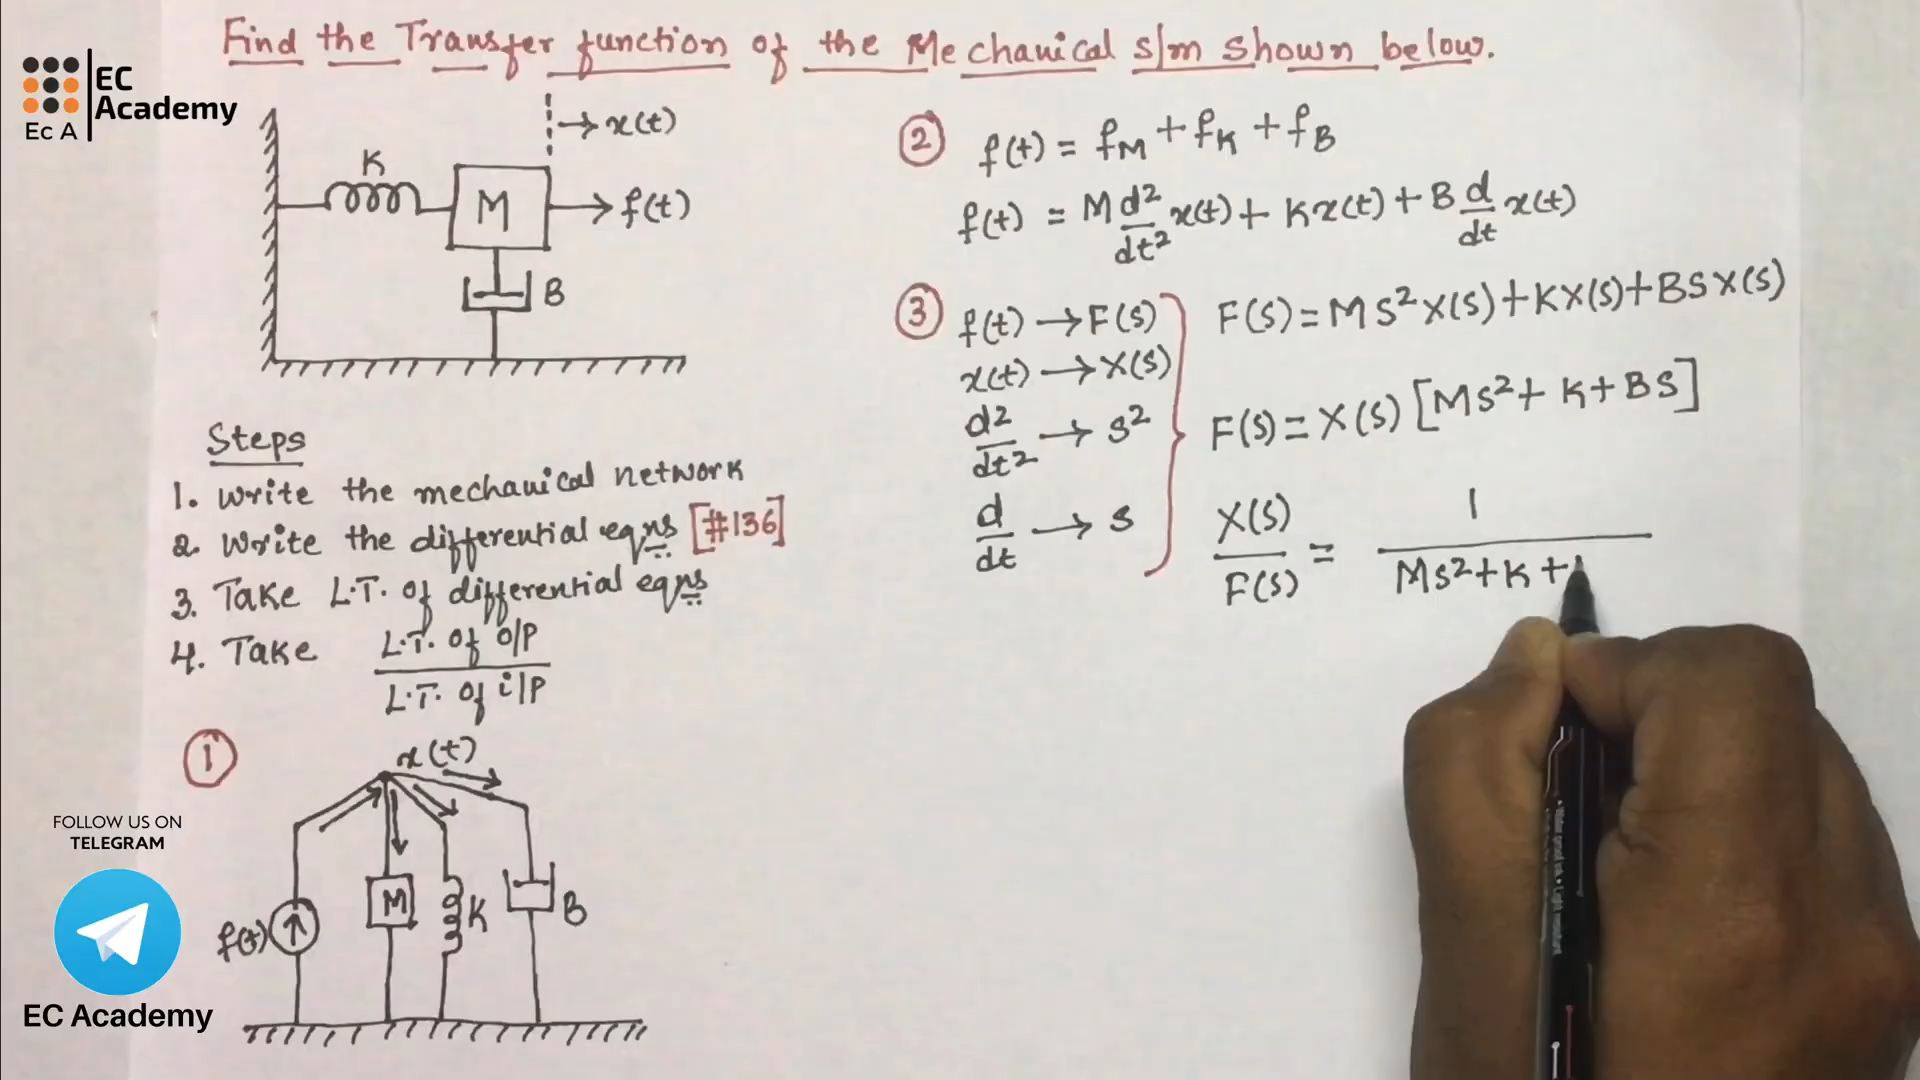 Find the Transfer function of the Mechanical s/m shown below.
EC
Academy
Ec A
x(t)
K
M
f(t)
B
Steps
1. Write the mechanical network
2. Write the differential eqns [#136]
3. Take L.T. of differential eqns
4. Take L.T. of o/P
L.T. of i/P
1
x(t)
f(t)
M
K
B
FOLLOW US ON
TELEGRAM
EC Academy
2 f(t) = fM + fK + fB
f(t) = M d²/dt² x(t) + Kx(t) + B d/dt x(t)
3 f(t) → F(s)
x(t) → X(s)
d²/dt² → s²
d/dt → s
F(s) = Ms²X(s) + KX(s) + BSX(s)
F(s) = X(s) [Ms² + K + BS]
X(s)/F(s) = 1/Ms² + K +